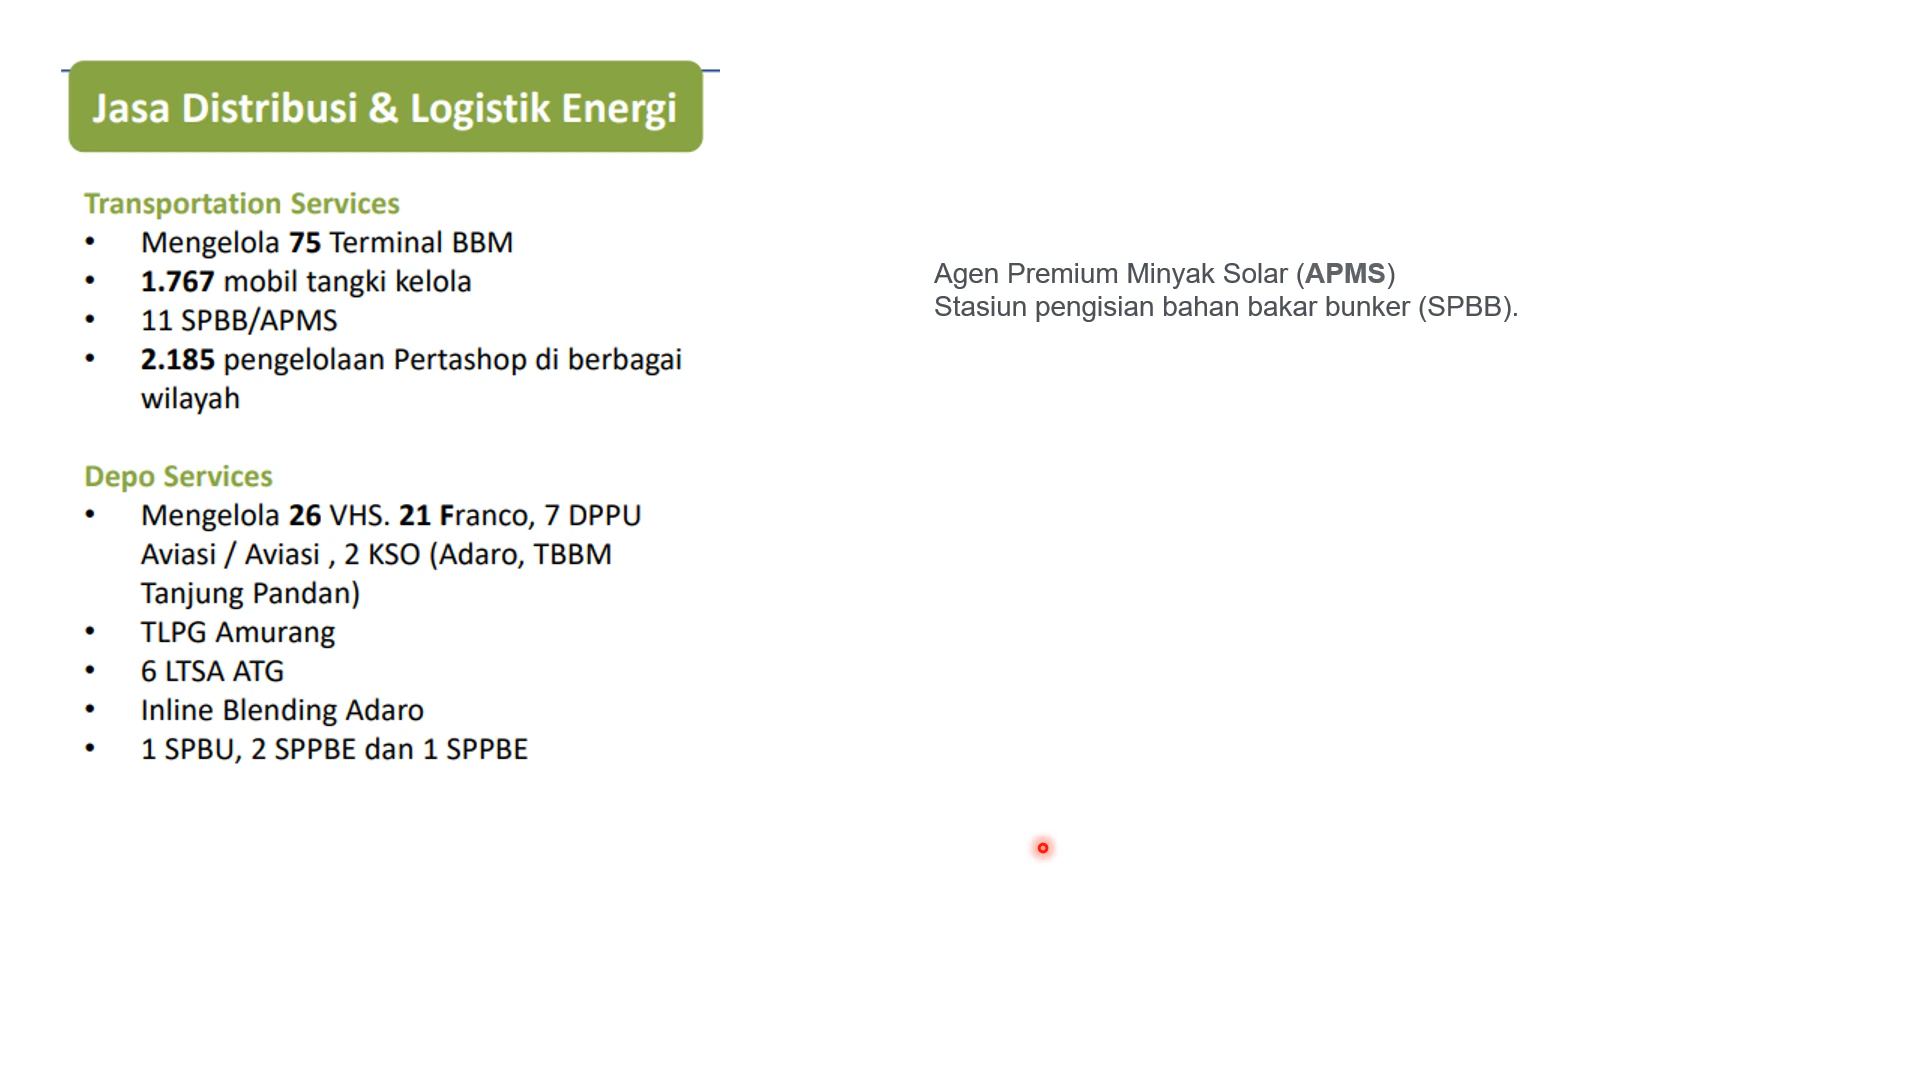 Jasa Distribusi & Logistik Energi
Transportation Services
• Mengelola 75 Terminal BBM
• 1.767 mobil tangki kelola
• 11 SPBB/APMS
• 2.185 pengelolaan Pertashop di berbagai
wilayah
Depo Services
• Mengelola 26 VHS. 21 Franco, 7 DPPU
Aviasi / Aviasi , 2 KSO (Adaro, TBBM
Tanjung Pandan)
• TLPG Amurang
• 6 LTSA ATG
• Inline Blending Adaro
• 1 SPBU, 2 SPPBE dan 1 SPPBE
Agen Premium Minyak Solar (APMS)
Stasiun pengisian bahan bakar bunker (SPBB).